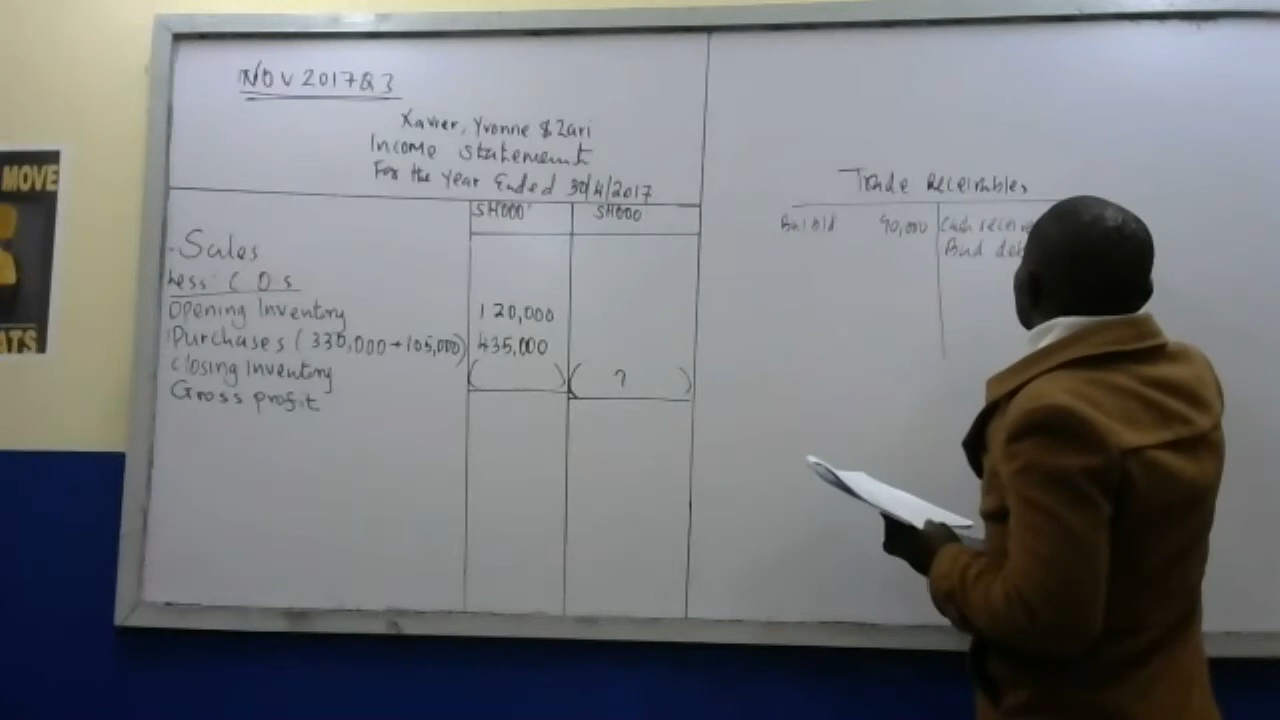 MOVE
ATS
NOV 2017 Q3
Xavier, Yvonne & Zari
Income statement
For the Year Ended 30/4/2017
SH000' SH000
Sales
Less COs
Opening Inventory 120,000
Purchases (330,000+105,000) 435,000
Closing Inventory ( ) ( ? )
Gross profit
Trade Receivables
Bal b/d 90,000 Cash receiv
Bad deb